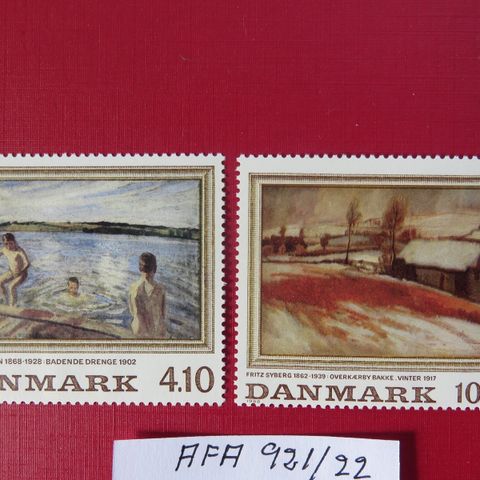 N 1868-1928 · BADENDE DRENGE 1902
NMARK 4.10
FRITZ SYBERG 1862-1939 · OVERKÆRBY BAKKE. VINTER 1917
DANMARK 10
AFA 921/22